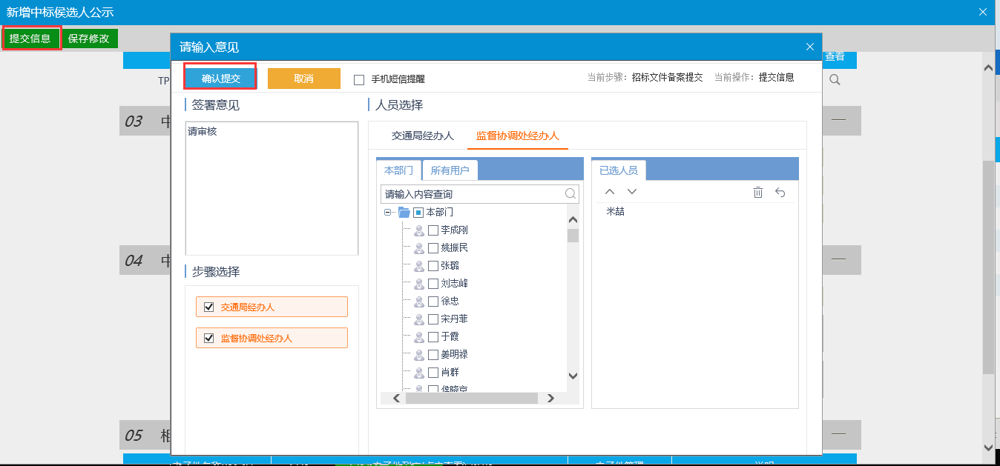 新增中标侯选人公示
提交信息 保存修改
请输入意见
查看
确认提交 取消 手机短信提醒 当前步骤：招标文件备案提交 当前操作：提交信息
TP
签署意见
请审核
人员选择
交通局经办人 监督协调处经办人
本部门 所有用户
请输入内容查询
本部门
李成刚
姚振民
张璐
刘志峰
徐忠
宋丹菲
于霞
姜明禄
肖群
侯晓京
已选人员
米喆
03 中
04 中
步骤选择
交通局经办人
监督协调处经办人
05 相